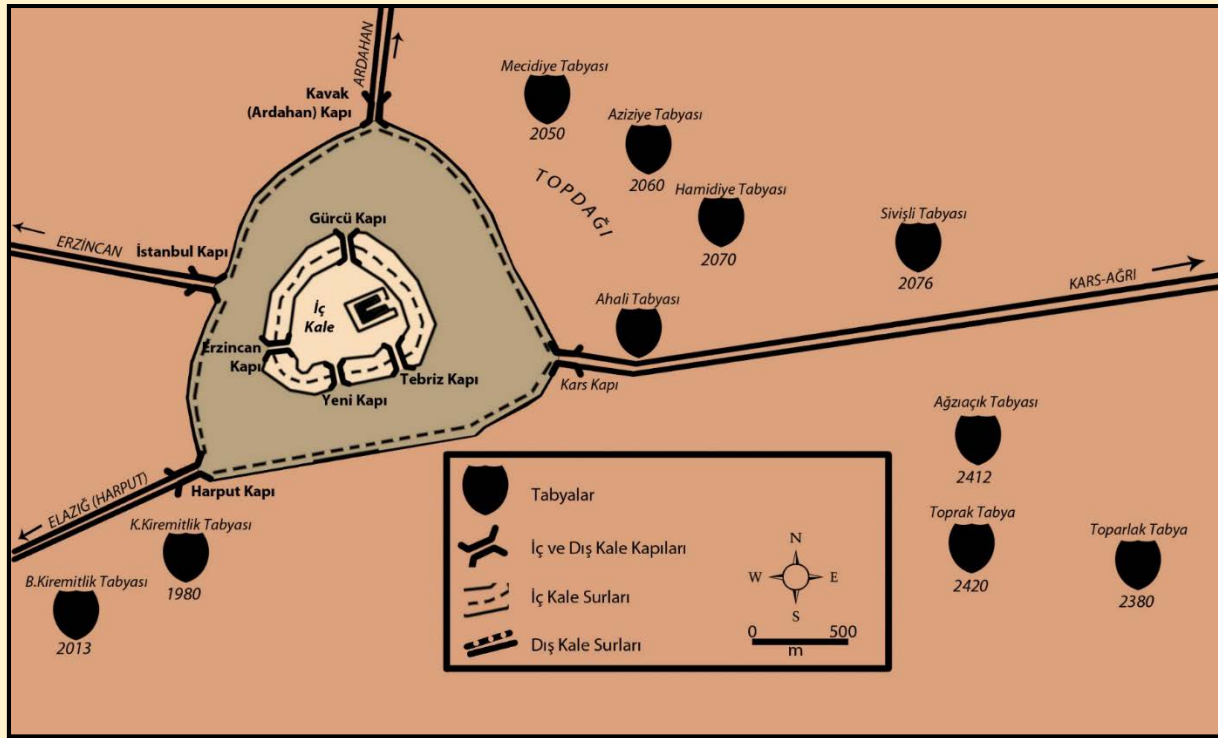 ARDAHAN
Kavak
(Ardahan) Kapı
Mecidiye Tabyası
2050
Aziziye Tabyası
2060
TOPDAĞI
Hamidiye Tabyası
2070
Sivişli Tabyası
2076
ERZİNCAN
İstanbul Kapı
Gürcü Kapı
İç
Kale
Erzincan
Kapı
Yeni Kapı
Tebriz Kapı
Ahali Tabyası
Kars Kapı
KARS-AĞRI
Ağzıaçık Tabyası
2412
Toprak Tabya
2420
Toparlak Tabya
2380
ELAZIĞ (HARPUT)
Harput Kapı
K.Kiremitlik Tabyası
1980
B.Kiremitlik Tabyası
2013
Tabyalar
İç ve Dış Kale Kapıları
İç Kale Surları
Dış Kale Surları
N
W E
S
0 500
m